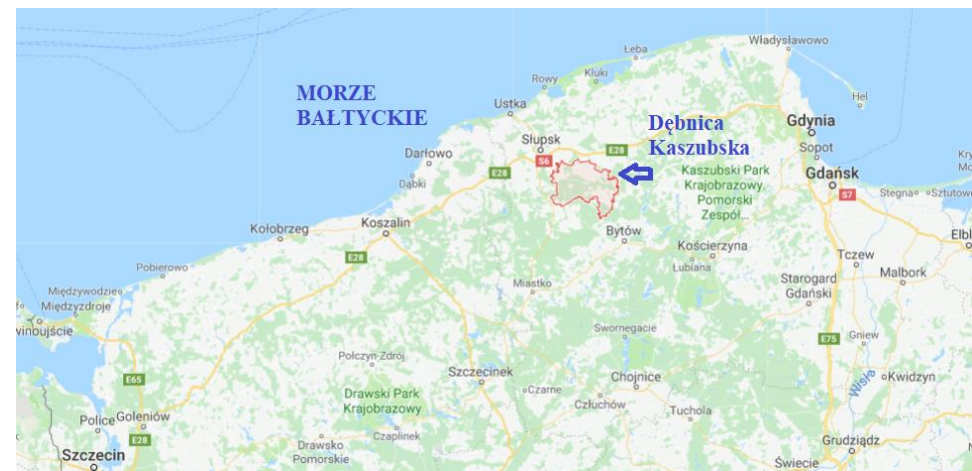 Władysławowo
Łeba
Rowy
Kluki
MORZE
BAŁTYCKIE
Hel
Ustka
Dębnica
Kaszubska
Gdynia
Słupsk
Sopot
E28
S6
Darłowo
Kaszubski Park
Krajobrazowy.
Pomorski
Zespół...
Gdańsk
E28
Dąbki
S7
Stegna
Sztutowo
Kołobrzeg
Koszalin
Bytów
Kościerzyna
E28
Lubiana
Tczew
Pobierowo
Malbork
Starogard
Gdański
Międzywodzie
Międzyzdroje
Miastko
winoujście
Swornegacie
E75
Gniew
Połczyn-Zdrój
Szczecinek
Chojnice
Wisła
Kwidzyn
E65
Drawski Park
Krajobrazowy
Czarne
Człuchów
Tuchola
Police
Goleniów
E28
Czaplinek
Drawsko
Pomorskie
Grudziądz
Szczecin
Świecie